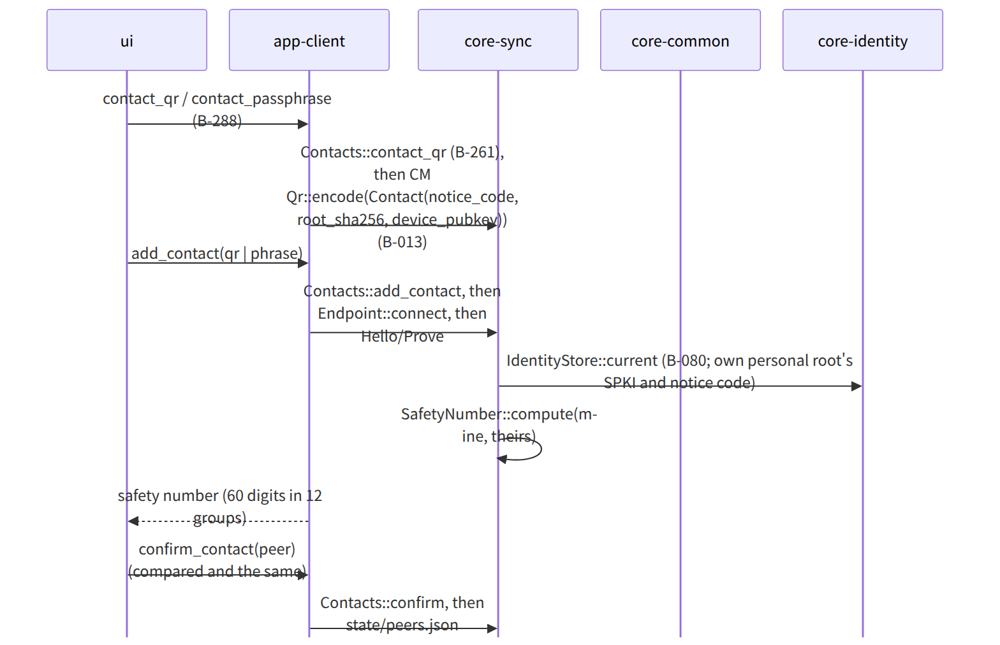 ui
app-client
core-sync
core-common
core-identity
contact_qr / contact_passphrase
(B-288)
Contacts::contact_qr (B-261),
then CM
Qr::encode(Contact(notice_code,
root_sha256, device_pubkey))
(B-013)
add_contact(qr | phrase)
Contacts::add_contact, then
Endpoint::connect, then
Hello/Prove
IdentityStore::current (B-080; own personal root's
SPKI and notice code)
SafetyNumber::compute(m-
ine, theirs)
safety number (60 digits in 12
groups)
confirm_contact(peer)
(compared and the same)
Contacts::confirm, then
state/peers.json